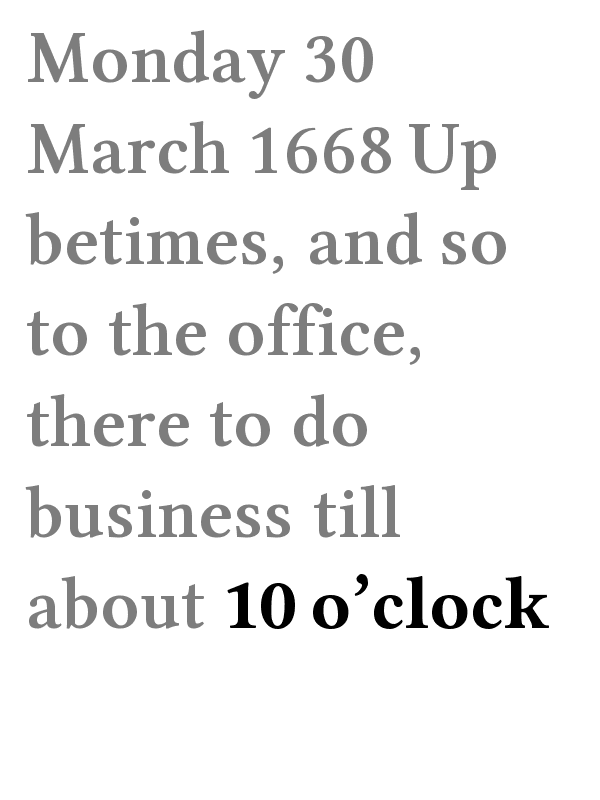 Monday 30
March 1668 Up
betimes, and so
to the office,
there to do
business till
about 10 o’clock